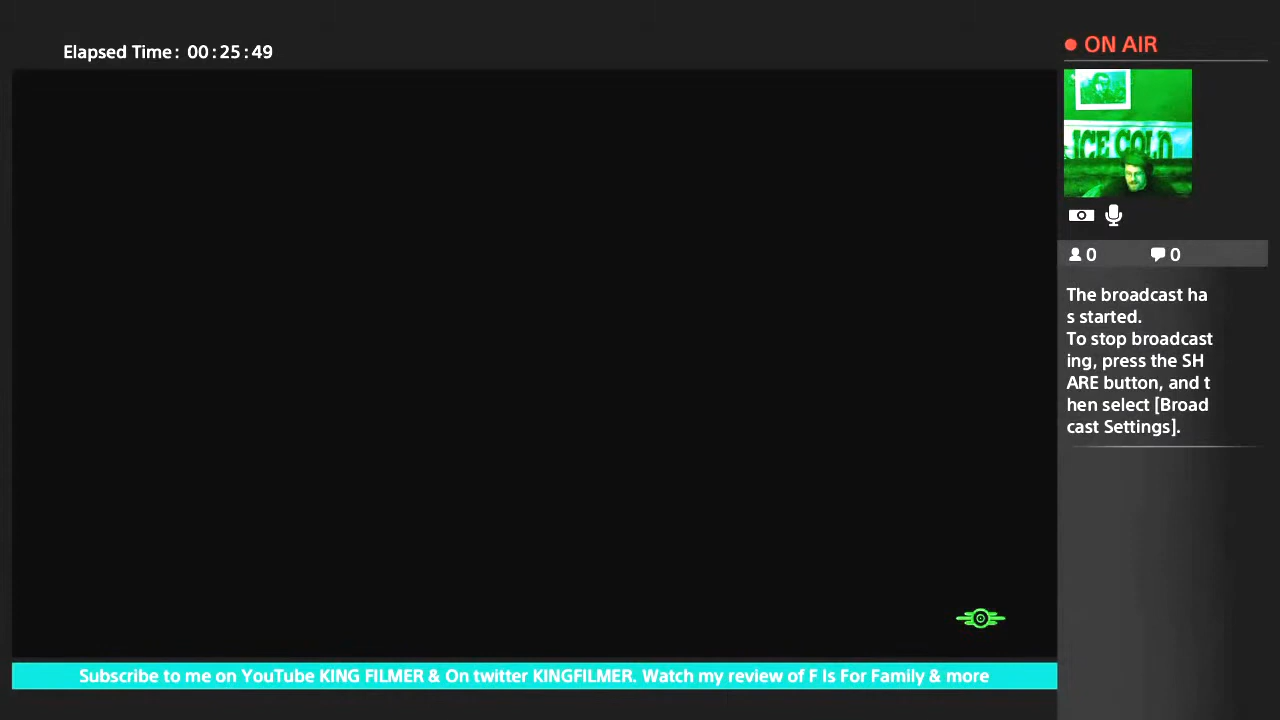 Elapsed Time: 00:25:49
ON AIR
ICE COLD
0 0
The broadcast ha
s started.
To stop broadcast
ing, press the SH
ARE button, and t
hen select [Broad
cast Settings].
Subscribe to me on YouTube KING FILMER & On twitter KINGFILMER. Watch my review of F Is For Family & more